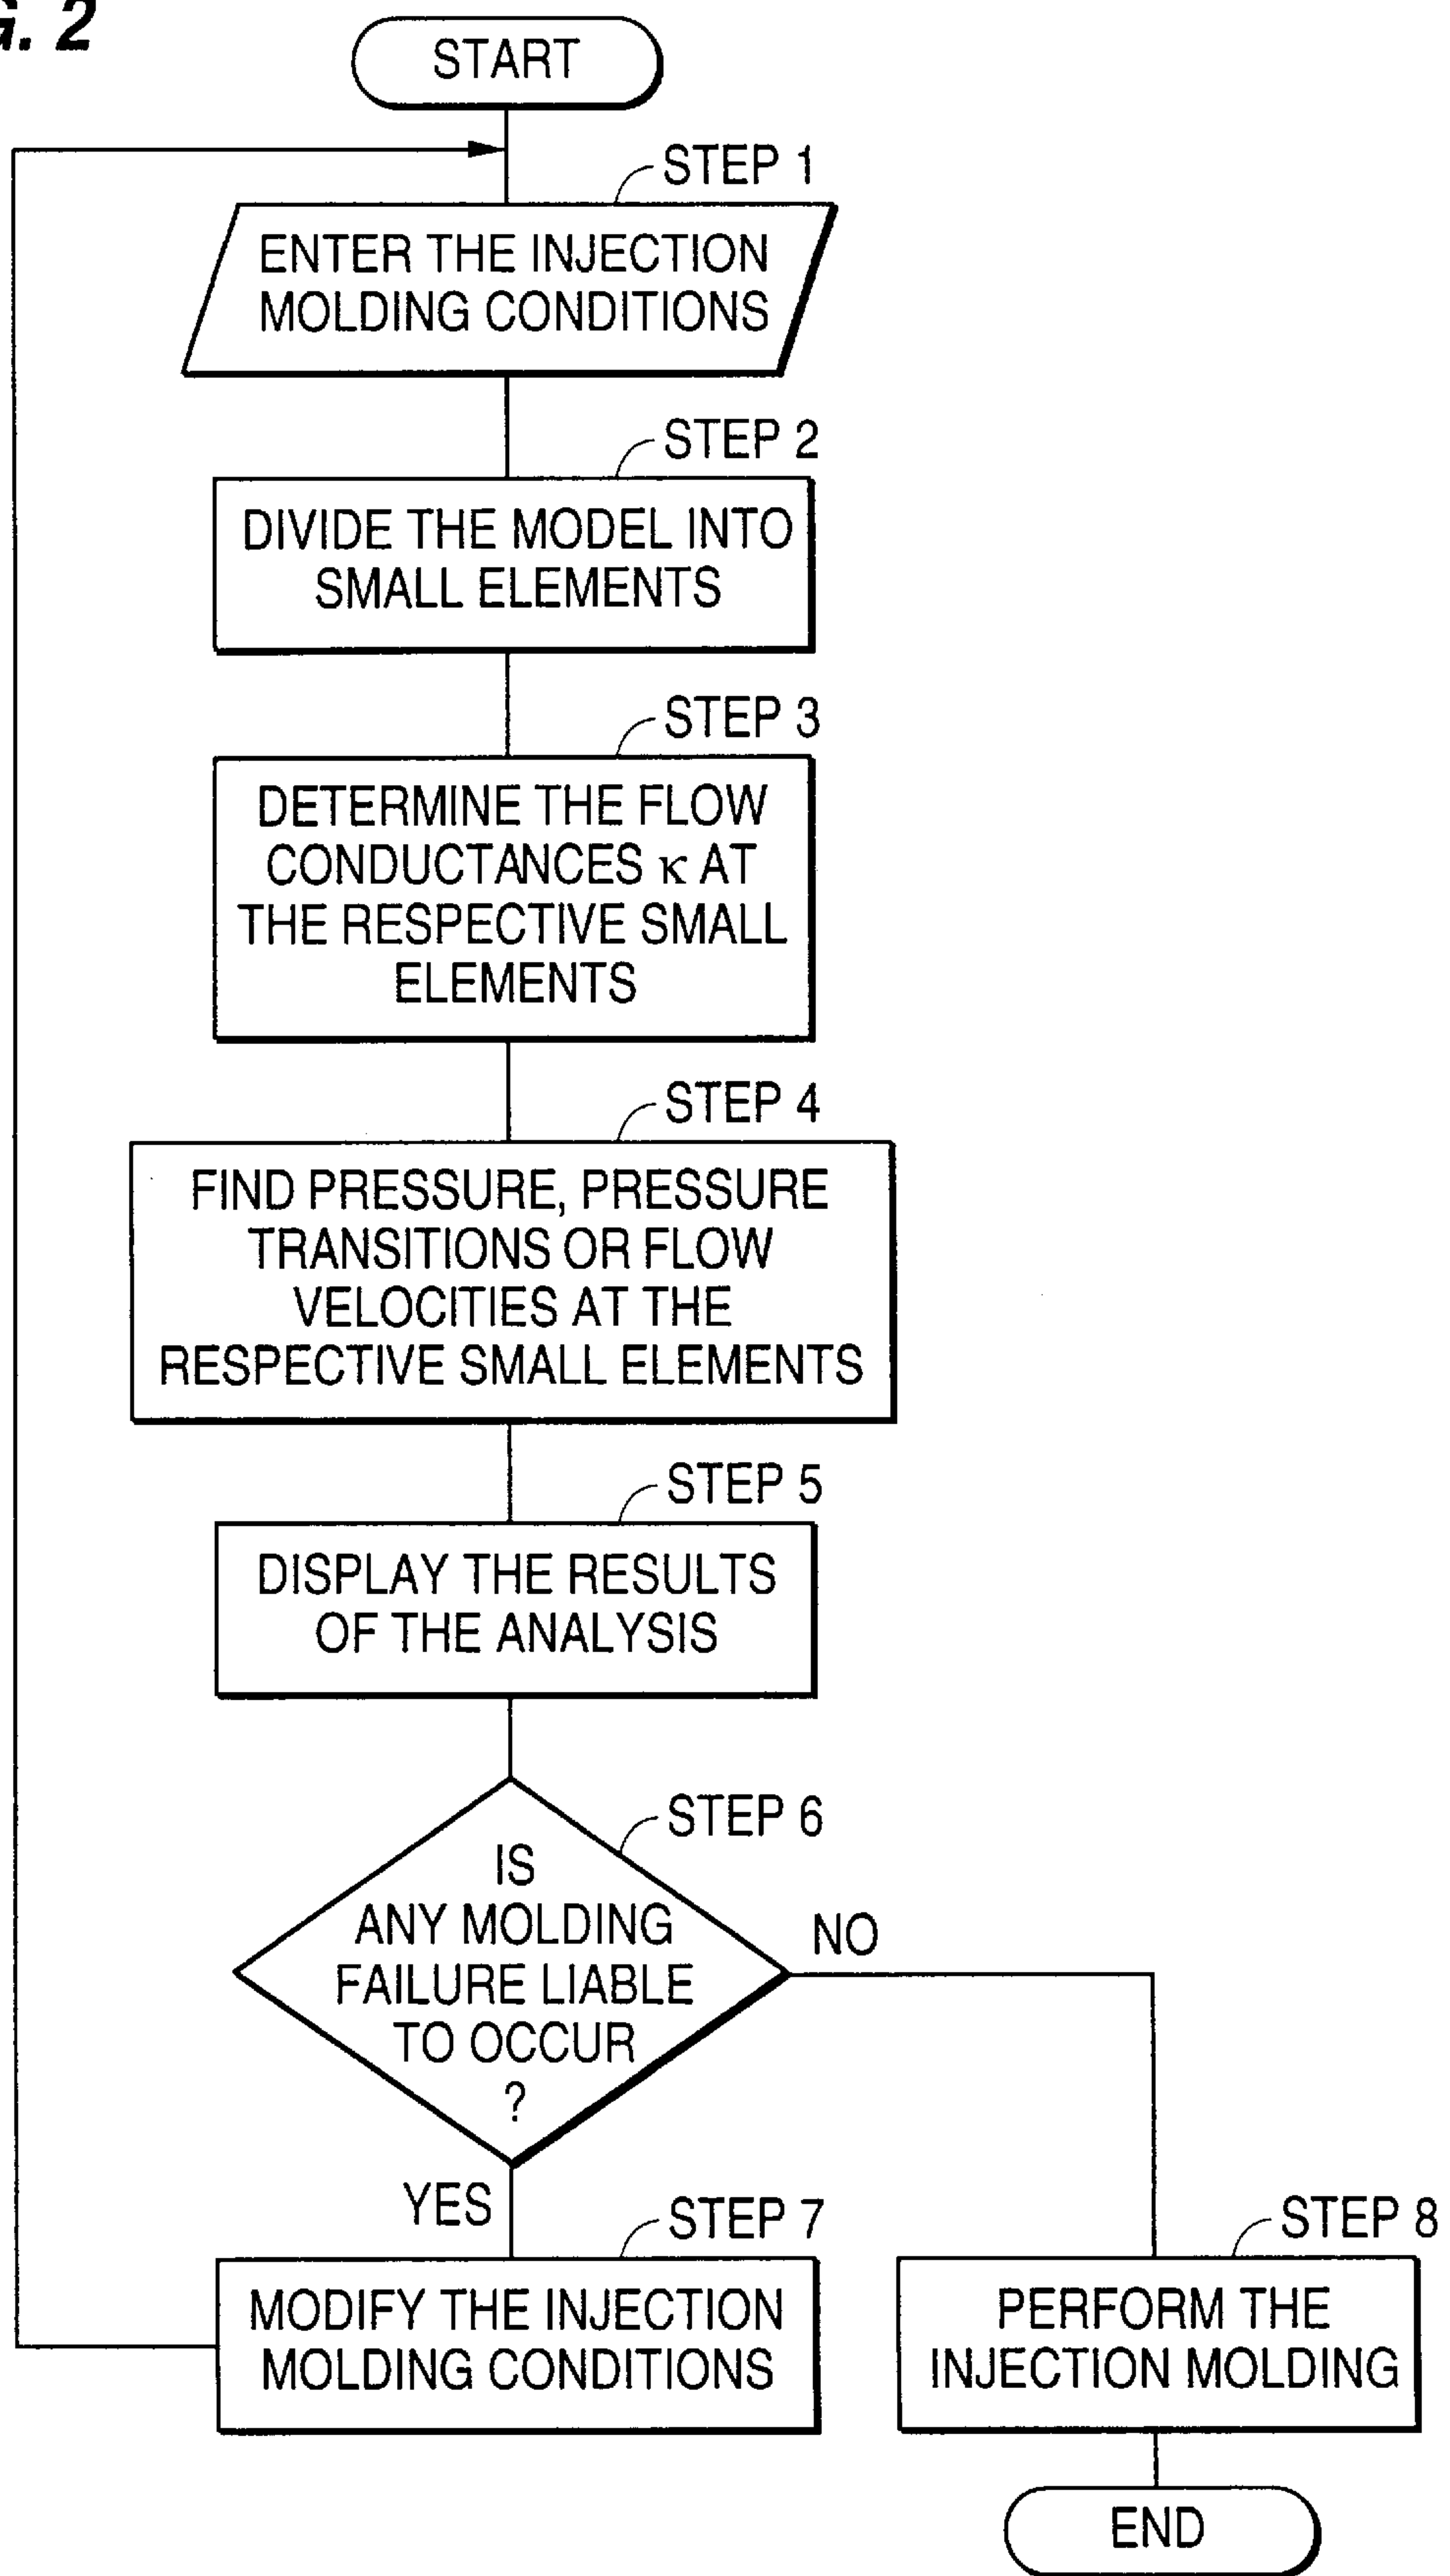 G. 2
START
STEP 1
ENTER THE INJECTION
MOLDING CONDITIONS
STEP 2
DIVIDE THE MODEL INTO
SMALL ELEMENTS
STEP 3
DETERMINE THE FLOW
CONDUCTANCES κ AT
THE RESPECTIVE SMALL
ELEMENTS
STEP 4
FIND PRESSURE, PRESSURE
TRANSITIONS OR FLOW
VELOCITIES AT THE
RESPECTIVE SMALL ELEMENTS
STEP 5
DISPLAY THE RESULTS
OF THE ANALYSIS
STEP 6
IS
ANY MOLDING
FAILURE LIABLE
TO OCCUR
?
NO
YES
STEP 7
MODIFY THE INJECTION
MOLDING CONDITIONS
STEP 8
PERFORM THE
INJECTION MOLDING
END